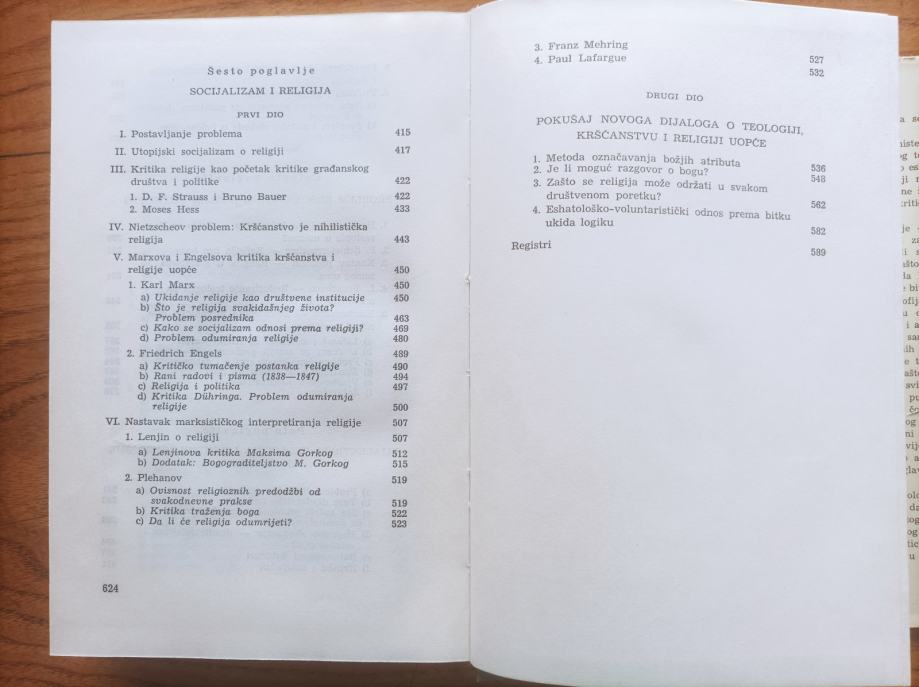 Šesto poglavlje
SOCIJALIZAM I RELIGIJA
PRVI DIO
I. Postavljanje problema 415
II. Utopijski socijalizam o religiji 417
III. Kritika religije kao početak kritike građanskog
društva i politike 422
1. D. F. Strauss i Bruno Bauer 422
2. Moses Hess 433
IV. Nietzscheov problem: Kršćanstvo je nihilistička
religija 443
V. Marxova i Engelsova kritika kršćanstva i
religije uopće 450
1. Karl Marx 450
a) Ukidanje religije kao društvene institucije 450
b) Što je religija svakidašnjeg života?
Problem posrednika 463
c) Kako se socijalizam odnosi prema religiji? 469
d) Problem odumiranja religije 480
2. Friedrich Engels 489
a) Kritičko tumačenje postanka religije 490
b) Rani radovi i pisma (1838—1847) 494
c) Religija i politika 497
d) Kritika Dühringa. Problem odumiranja
religije 500
VI. Nastavak marksističkog interpretiranja religije 507
1. Lenjin o religiji 507
a) Lenjinova kritika Maksima Gorkog 512
b) Dodatak: Bogograditeljstvo M. Gorkog 515
2. Plehanov 519
a) Ovisnost religioznih predodžbi od
svakodnevne prakse 519
b) Kritika traženja boga 522
c) Da li će religija odumrijeti? 523
624
3. Franz Mehring 527
4. Paul Lafargue 532
DRUGI DIO
POKUŠAJ NOVOGA DIJALOGA O TEOLOGIJI,
KRŠĆANSTVU I RELIGIJI UOPĆE
1. Metoda označavanja božjih atributa 536
2. Je li moguć razgovor o bogu? 548
3. Zašto se religija može održati u svakom
društvenom poretku? 562
4. Eshatološko-voluntaristički odnos prema bitku
ukida logiku 582
Registri 589